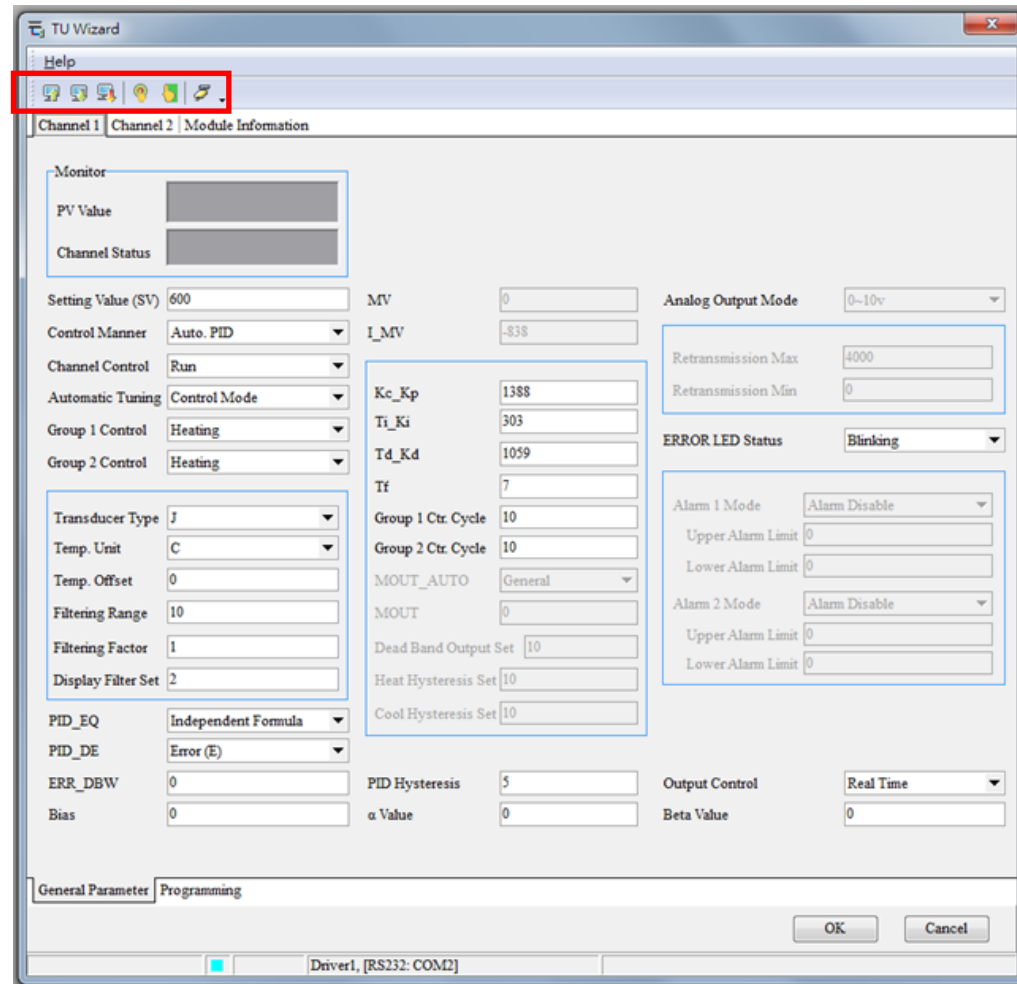 TU Wizard
Help
Channel 1 Channel 2 Module Information
Monitor
PV Value
Channel Status
Setting Value (SV) 600 MV 0 Analog Output Mode 0~10v
Control Manner Auto. PID I_MV -838
Channel Control Run Retransmission Max 4000
Automatic Tuning Control Mode Kc_Kp 1388 Retransmission Min 0
Group 1 Control Heating Ti_Ki 303 ERROR LED Status Blinking
Group 2 Control Heating Td_Kd 1059
Tf 7 Alarm 1 Mode Alarm Disable
Transducer Type J Group 1 Ctr. Cycle 10 Upper Alarm Limit 0
Temp. Unit C Group 2 Ctr. Cycle 10 Lower Alarm Limit 0
Temp. Offset 0 MOUT_AUTO General
Filtering Range 10 MOUT 0 Alarm 2 Mode Alarm Disable
Filtering Factor 1 Dead Band Output Set 10 Upper Alarm Limit 0
Display Filter Set 2 Heat Hysteresis Set 10 Lower Alarm Limit 0
PID_EQ Independent Formula Cool Hysteresis Set 10
PID_DE Error (E)
ERR_DBW 0 PID Hysteresis 5 Output Control Real Time
Bias 0 α Value 0 Beta Value 0
General Parameter Programming
OK Cancel
Driver1, [RS232: COM2]